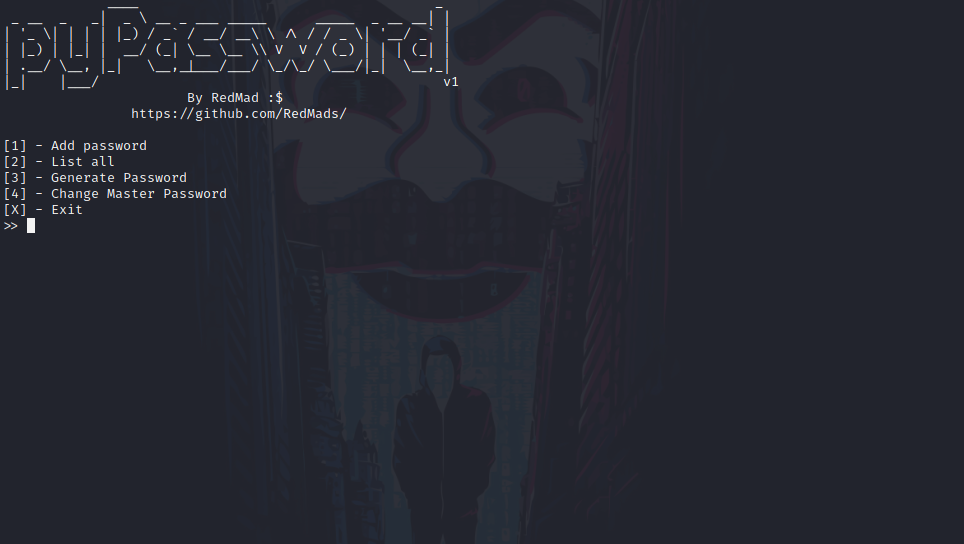 pyPassword
v1
By RedMad :$
https://github.com/RedMads/
[1] - Add password
[2] - List all
[3] - Generate Password
[4] - Change Master Password
[X] - Exit
>>